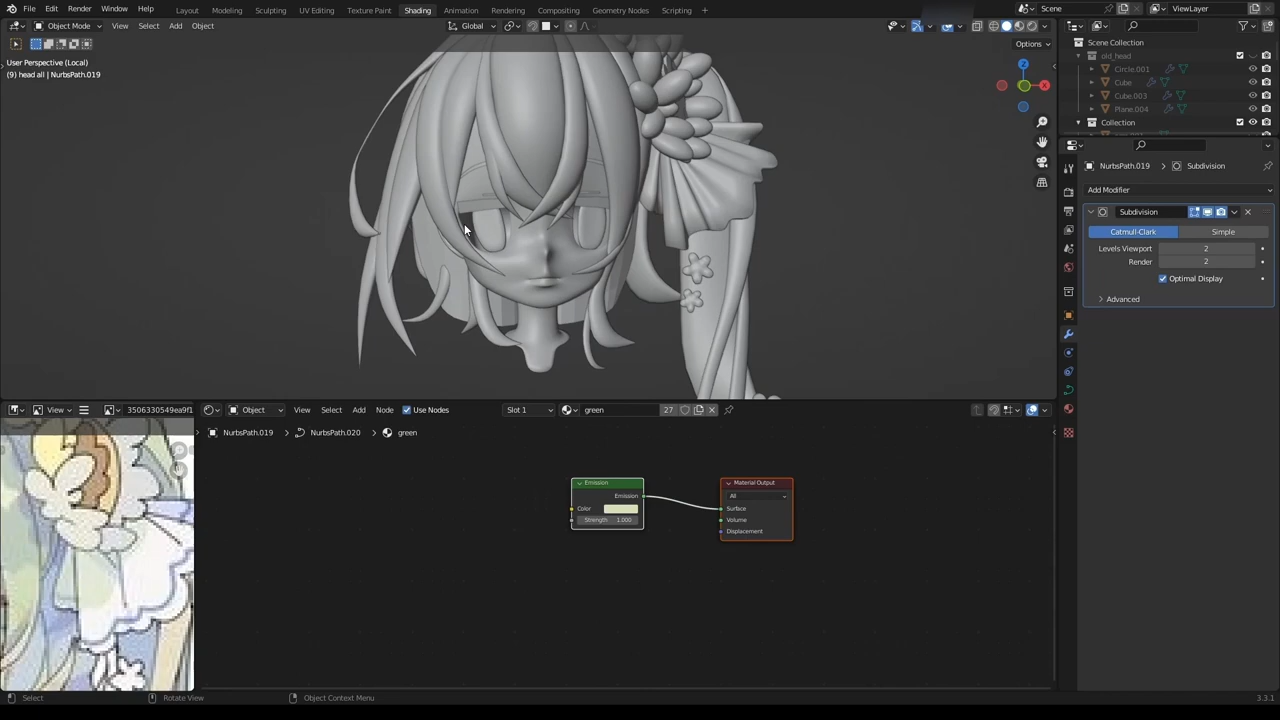 File Edit Render Window Help Layout Modeling Sculpting UV Editing Texture Paint Shading Animation Rendering Compositing Geometry Nodes Scripting + Scene ViewLayer
Object Mode View Select Add Object Global
Options
User Perspective (Local)
(9) head all | NurbsPath.019
Z
X
Scene Collection
old_head
Circle.001
Cube
Cube.003
Plane.004
Collection
NurbsPath.019 > Subdivision
Add Modifier
Subdivision
Catmull-Clark Simple
Levels Viewport 2
Render 2
Optimal Display
Advanced
View 3506330549ea9f1
Object View Select Add Node Use Nodes Slot 1 green 27
NurbsPath.019 > NurbsPath.020 > green
Emission
Emission
Color
Strength 1.000
Material Output
All
Surface
Volume
Displacement
Select Rotate View Object Context Menu 3.3.1